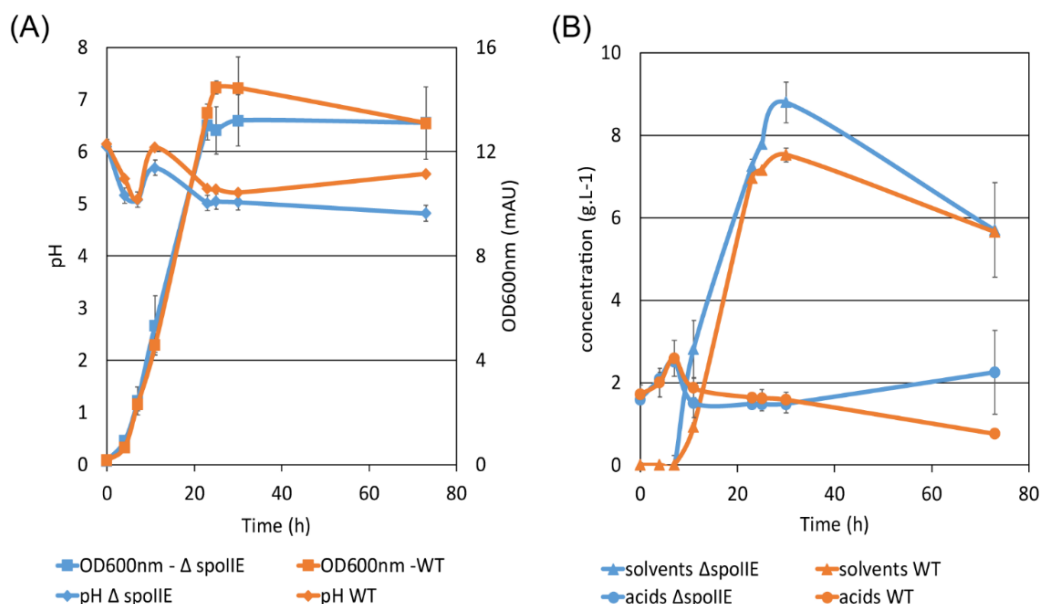 (A)
(B)
8
7
6
5
4
3
2
1
0
pH
16
12
8
4
0
OD600nm (mAU)
0
20
40
60
80
Time (h)
OD600nm - Δ spoIIE
OD600nm -WT
pH Δ spoIIE
pH WT
10
8
6
4
2
0
concentration (g.L-1)
0
20
40
60
80
Time (h)
solvents ΔspoIIE
solvents WT
acids ΔspoIIE
acids WT